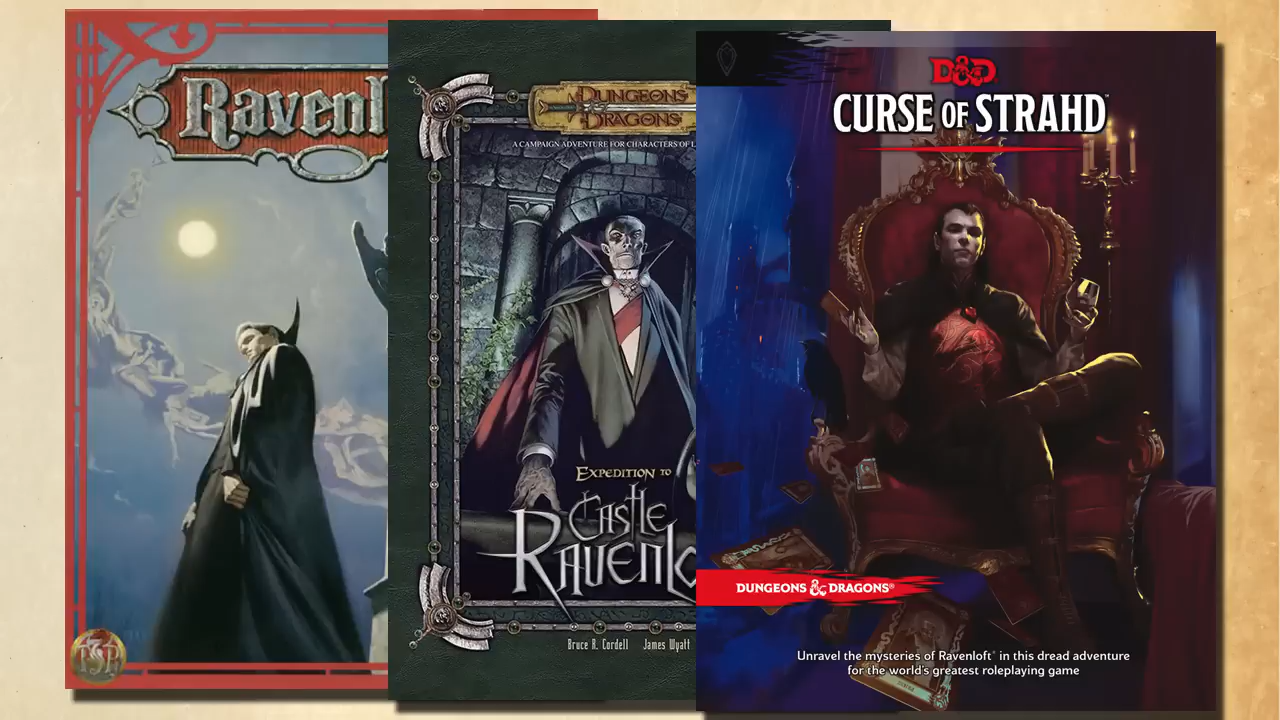 Ravenl
TSR
DUNGEONS
DRAGONS
A CAMPAIGN ADVENTURE FOR CHARACTERS OF L
EXPEDITION TO
CASTLE
RAVENLO
Bruce R. Cordell James Wyatt
D&D
CURSE OF STRAHD™
DUNGEONS & DRAGONS®
Unravel the mysteries of Ravenloft® in this dread adventure
for the world's greatest roleplaying game